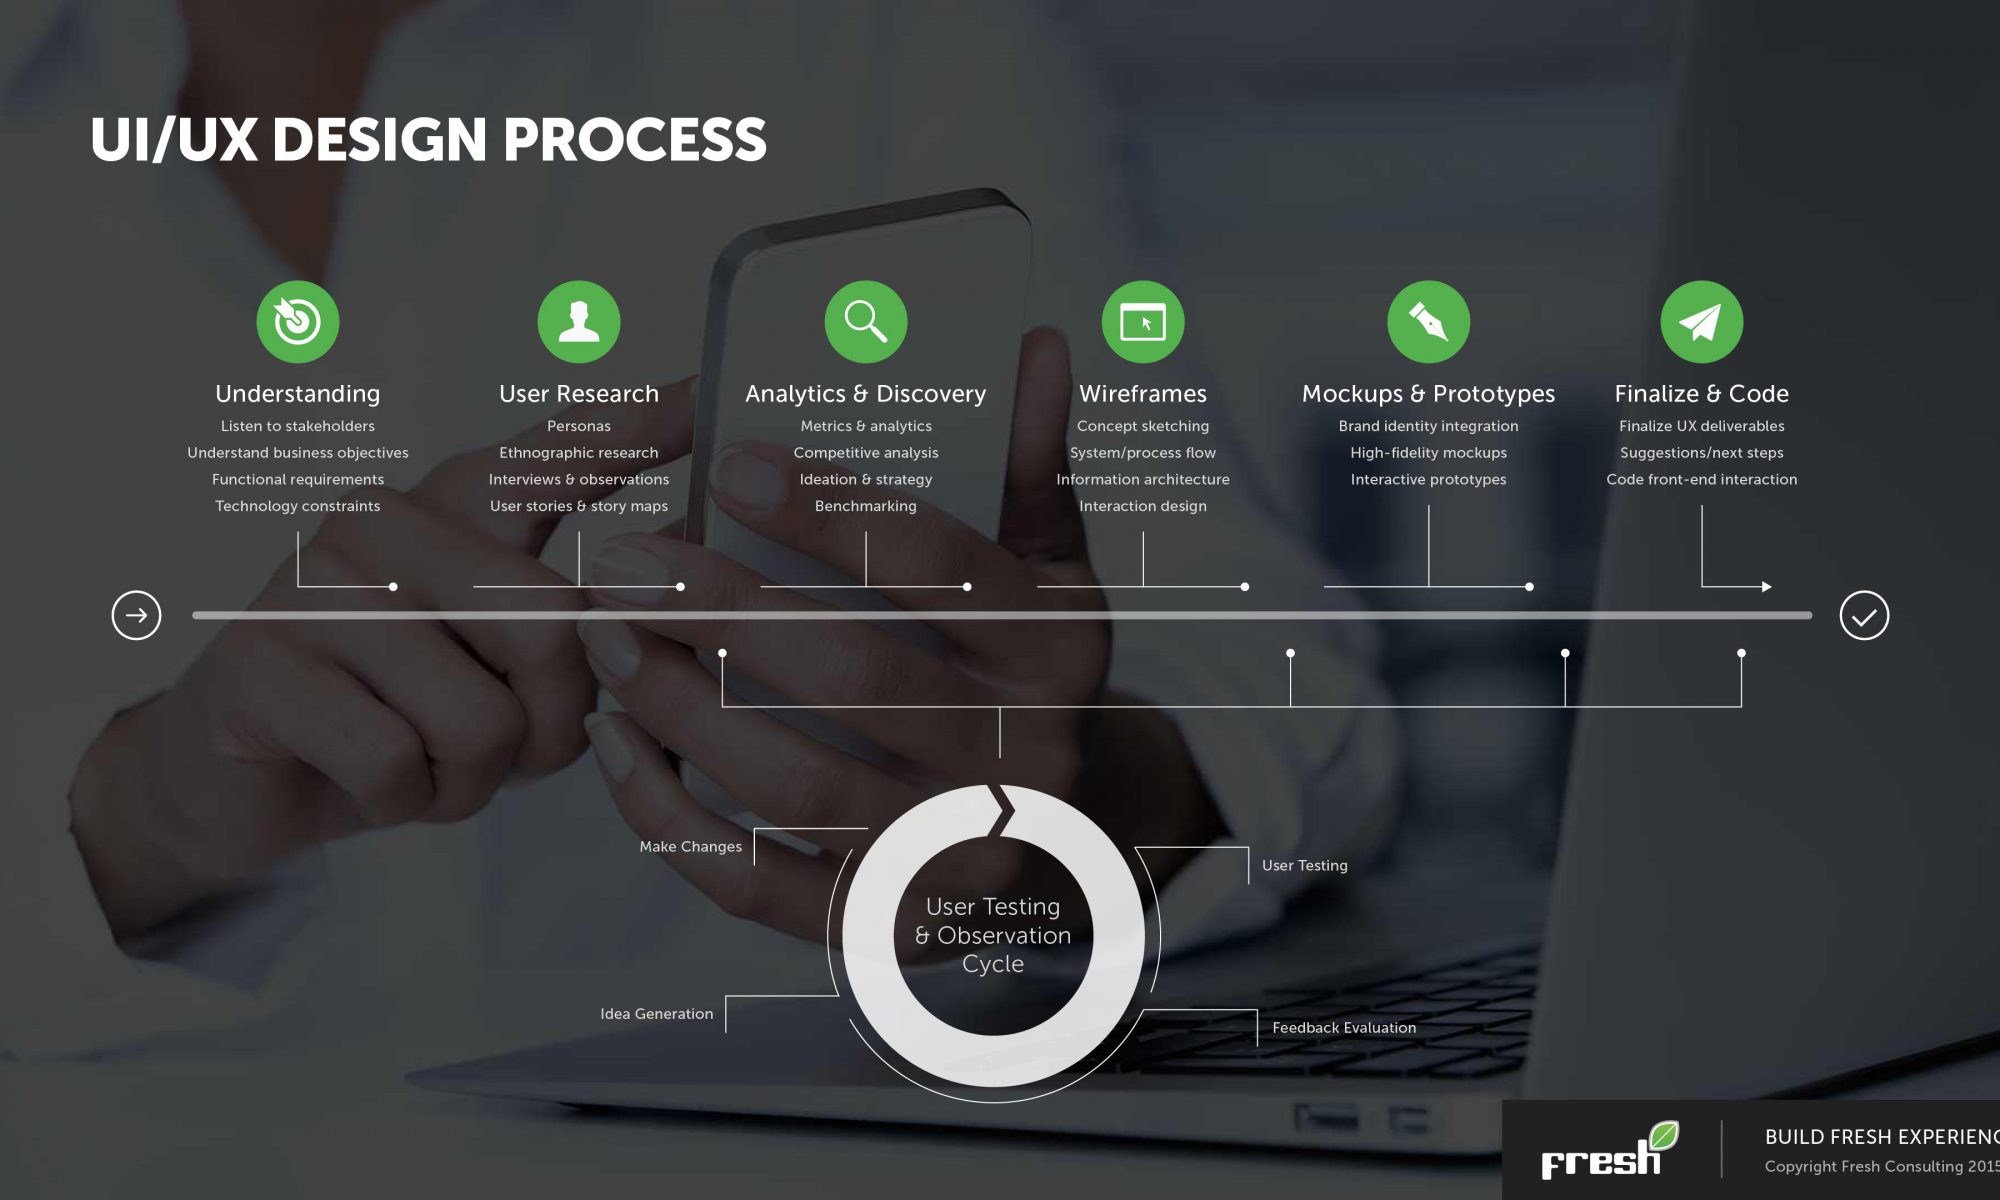 UI/UX DESIGN PROCESS
Understanding
Listen to stakeholders
Understand business objectives
Functional requirements
Technology constraints
User Research
Personas
Ethnographic research
Interviews & observations
User stories & story maps
Analytics & Discovery
Metrics & analytics
Competitive analysis
Ideation & strategy
Benchmarking
Wireframes
Concept sketching
System/process flow
Information architecture
Interaction design
Mockups & Prototypes
Brand identity integration
High-fidelity mockups
Interactive prototypes
Finalize & Code
Finalize UX deliverables
Suggestions/next steps
Code front-end interaction
Make Changes
User Testing
User Testing
& Observation
Cycle
Idea Generation
Feedback Evaluation
fresh
BUILD FRESH
Copyright Fresh Consulting 2015